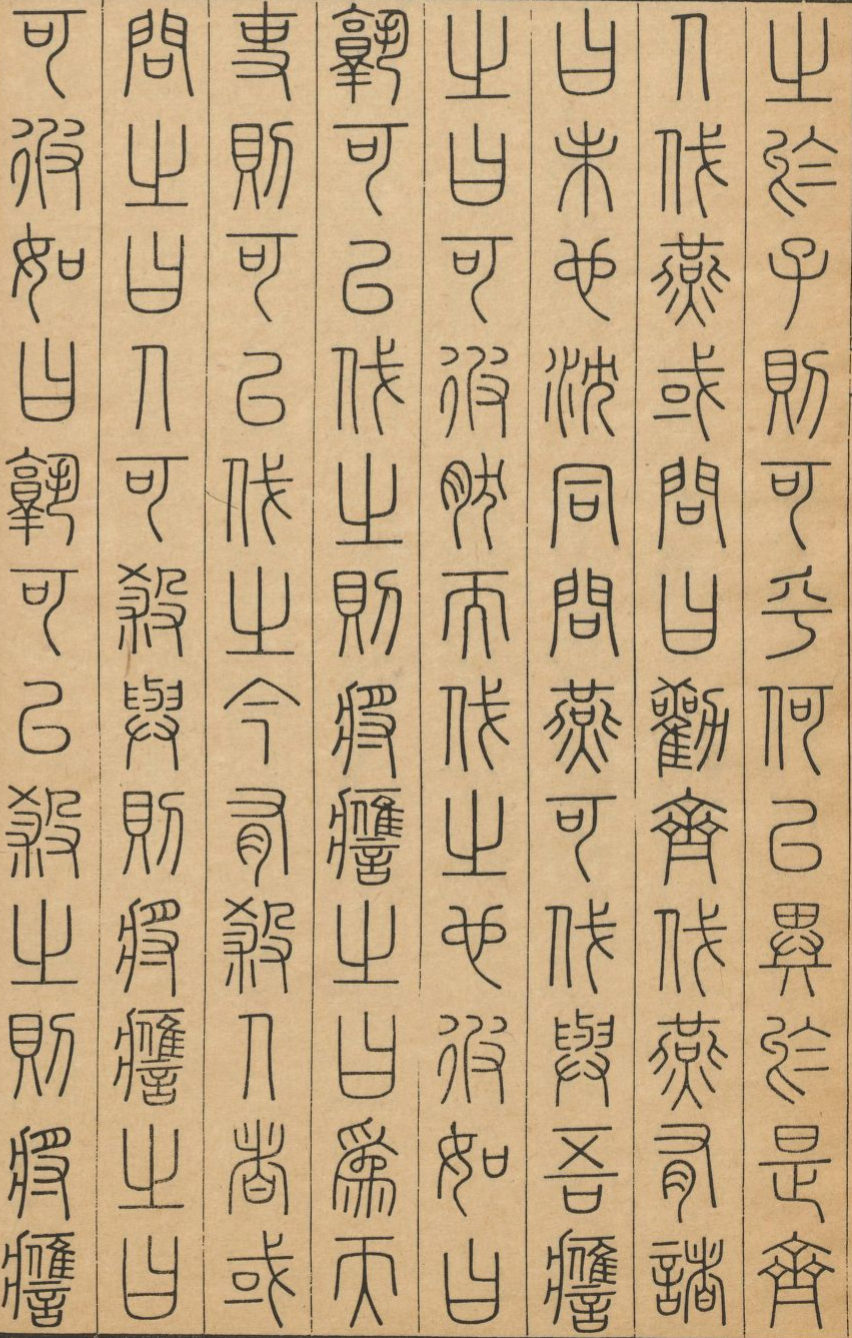 之於子則可乎何以異於是齊
人伐燕或問曰勸齊伐燕有諸
曰未也沈同問燕可伐與吾譍
之曰可彼然而伐之也彼如曰
孰可以伐之則將譍之曰爲天
吏則可以伐之今有殺人者或
問之曰人可殺與則將譍之曰
可彼如曰孰可以殺之則將譍